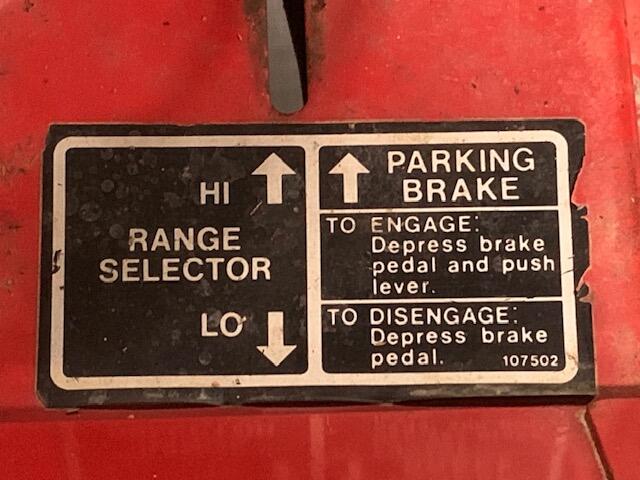 HI
RANGE
SELECTOR
LO
PARKING
BRAKE
TO ENGAGE:
Depress brake
pedal and push
lever.
TO DISENGAGE:
Depress brake
pedal.
107502